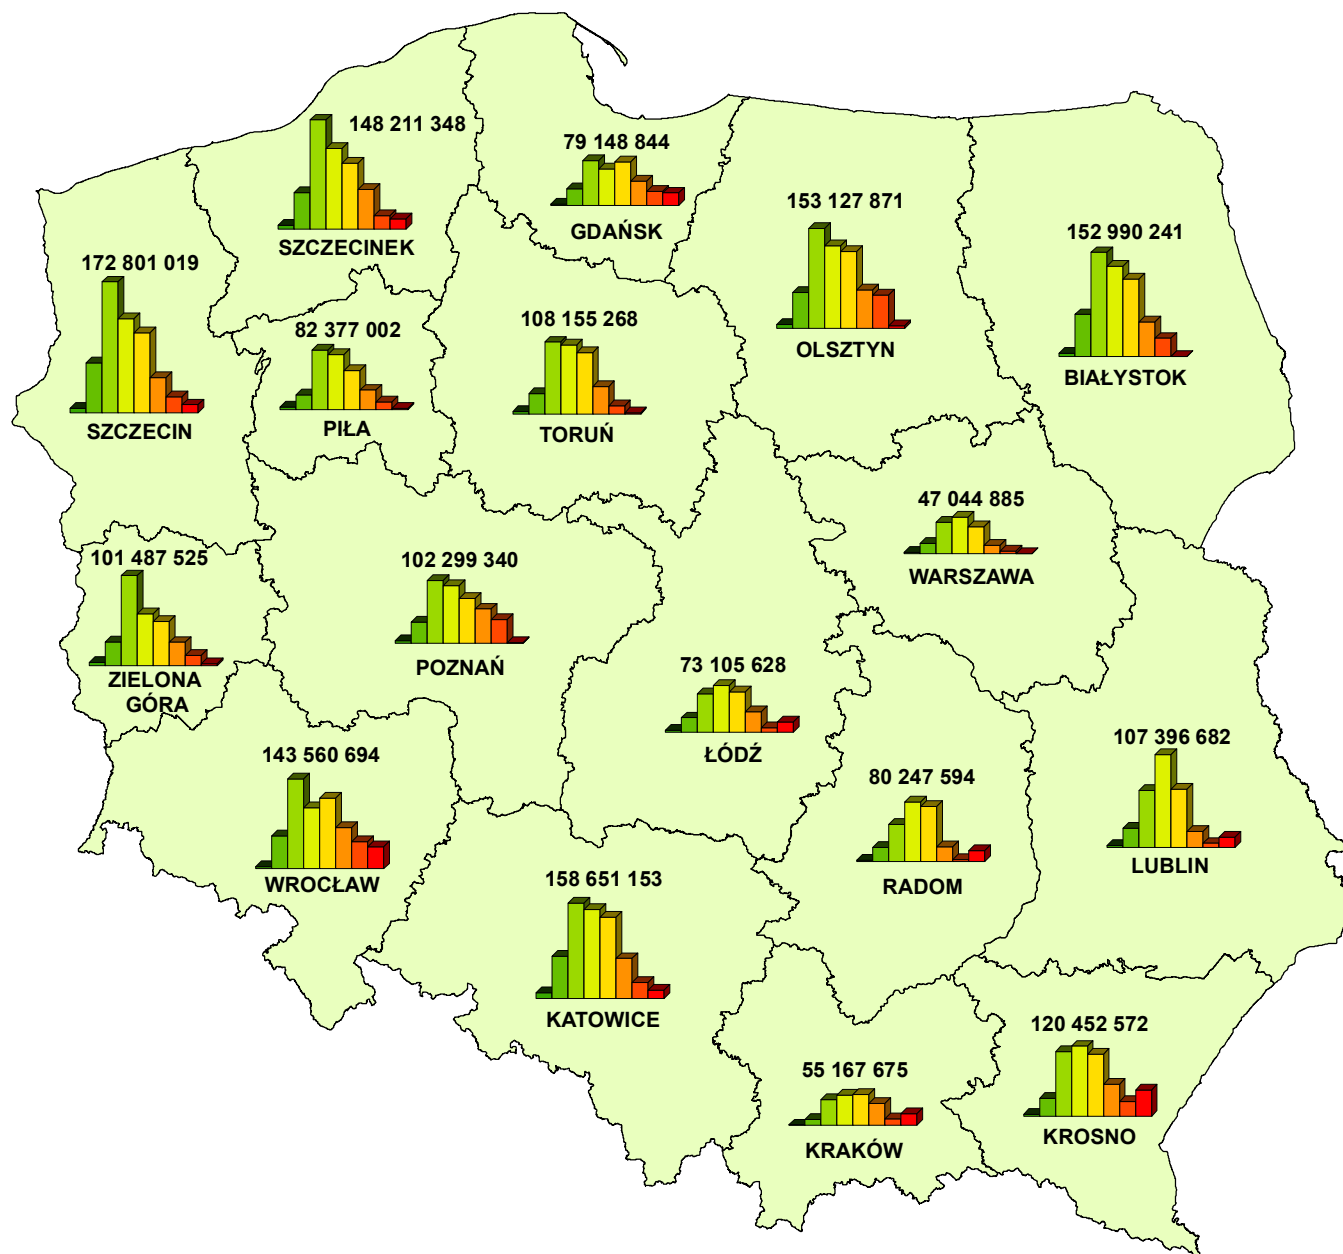 148 211 348
SZCZECINEK
79 148 844
GDAŃSK
153 127 871
OLSZTYN
152 990 241
BIAŁYSTOK
172 801 019
SZCZECIN
82 377 002
PIŁA
108 155 268
TORUŃ
47 044 885
WARSZAWA
101 487 525
ZIELONA
GÓRA
102 299 340
POZNAŃ
73 105 628
ŁÓDŹ
107 396 682
LUBLIN
143 560 694
WROCŁAW
80 247 594
RADOM
158 651 153
KATOWICE
55 167 675
KRAKÓW
120 452 572
KROSNO